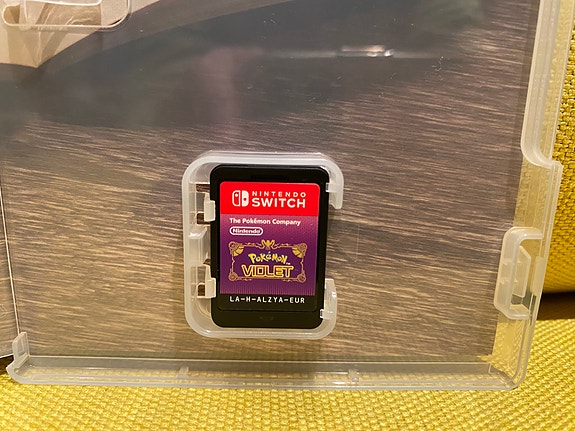 NINTENDO
SWITCH
The Pokémon Company
Nintendo
POKÉMON
VIOLET
LA-H-ALZYA-EUR